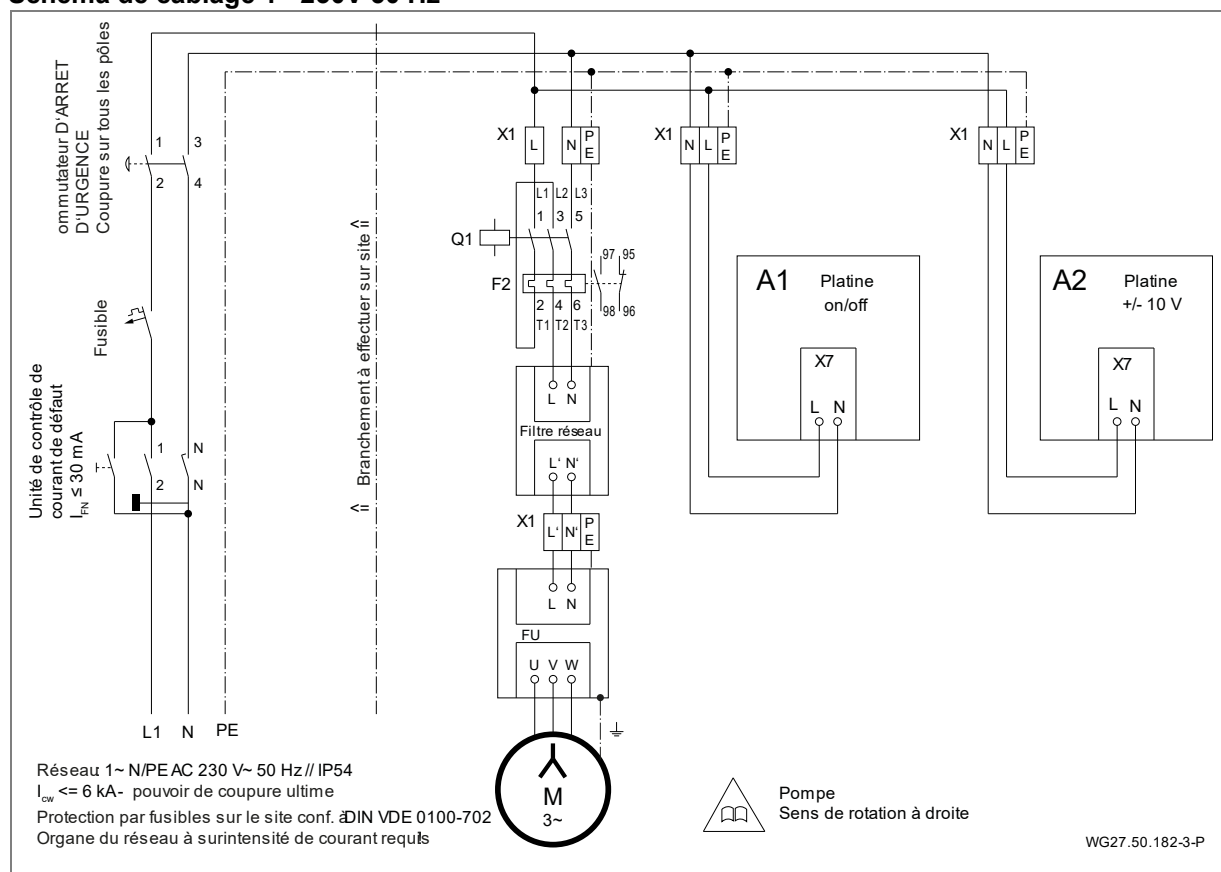 Schéma de câblage 1~ 230V 50 Hz
ommutateur D'ARRET
D'URGENCE
Coupure sur tous les pôles
1 3
2 4
Fusible
Unité de contrôle de
courant de défaut
I_FN ≤ 30 mA
1 N
2 N
L1 N PE
<= Branchement à effectuer sur site <=
X1 L N PE
L1 L2 L3
1 3 5
Q1
97 95
F2
2 4 6
98 96
T1 T2 T3
L N
Filtre réseau
L' N'
X1 L' N' PE
L N
FU
U V W
M
3~
X1 N L PE
A1 Platine
on/off
X7
L N
X1 N L PE
A2 Platine
+/- 10 V
X7
L N
Réseau: 1~ N/PE AC 230 V~ 50 Hz // IP54
I_cw <= 6 kA - pouvoir de coupure ultime
Protection par fusibles sur le site conf. à DIN VDE 0100-702
Organe du réseau à surintensité de courant requis
Pompe
Sens de rotation à droite
WG27.50.182-3-P